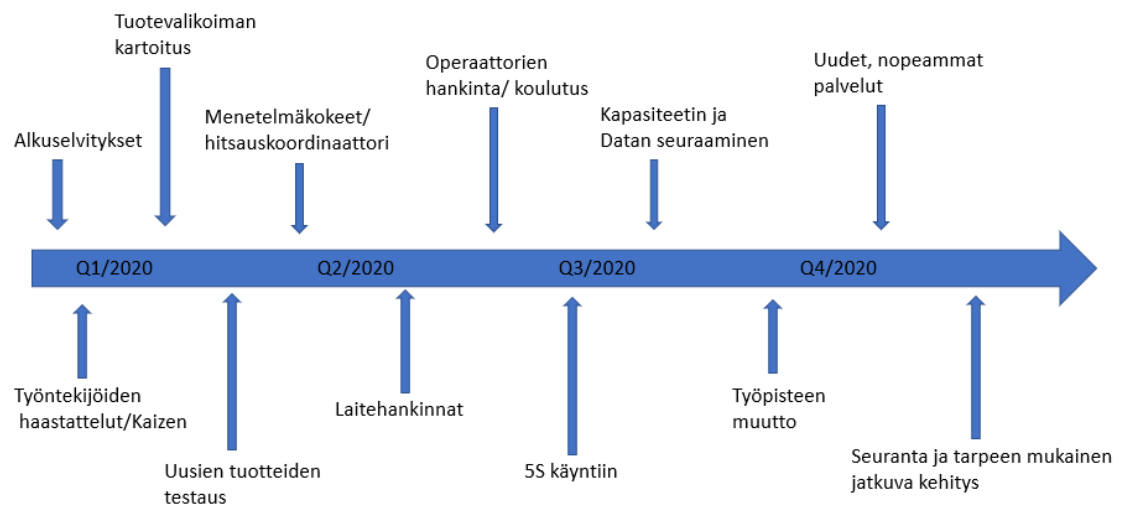 Tuotevalikoiman
kartoitus
Alkuselvitykset
Menetelmäkokeet/
hitsauskoordinaattori
Operaattorien
hankinta/ koulutus
Kapasiteetin ja
Datan seuraaminen
Uudet, nopeammat
palvelut
Q1/2020
Q2/2020
Q3/2020
Q4/2020
Työntekijöiden
haastattelut/Kaizen
Uusien tuotteiden
testaus
Laitehankinnat
5S käyntiin
Työpisteen
muutto
Seuranta ja tarpeen mukainen
jatkuva kehitys